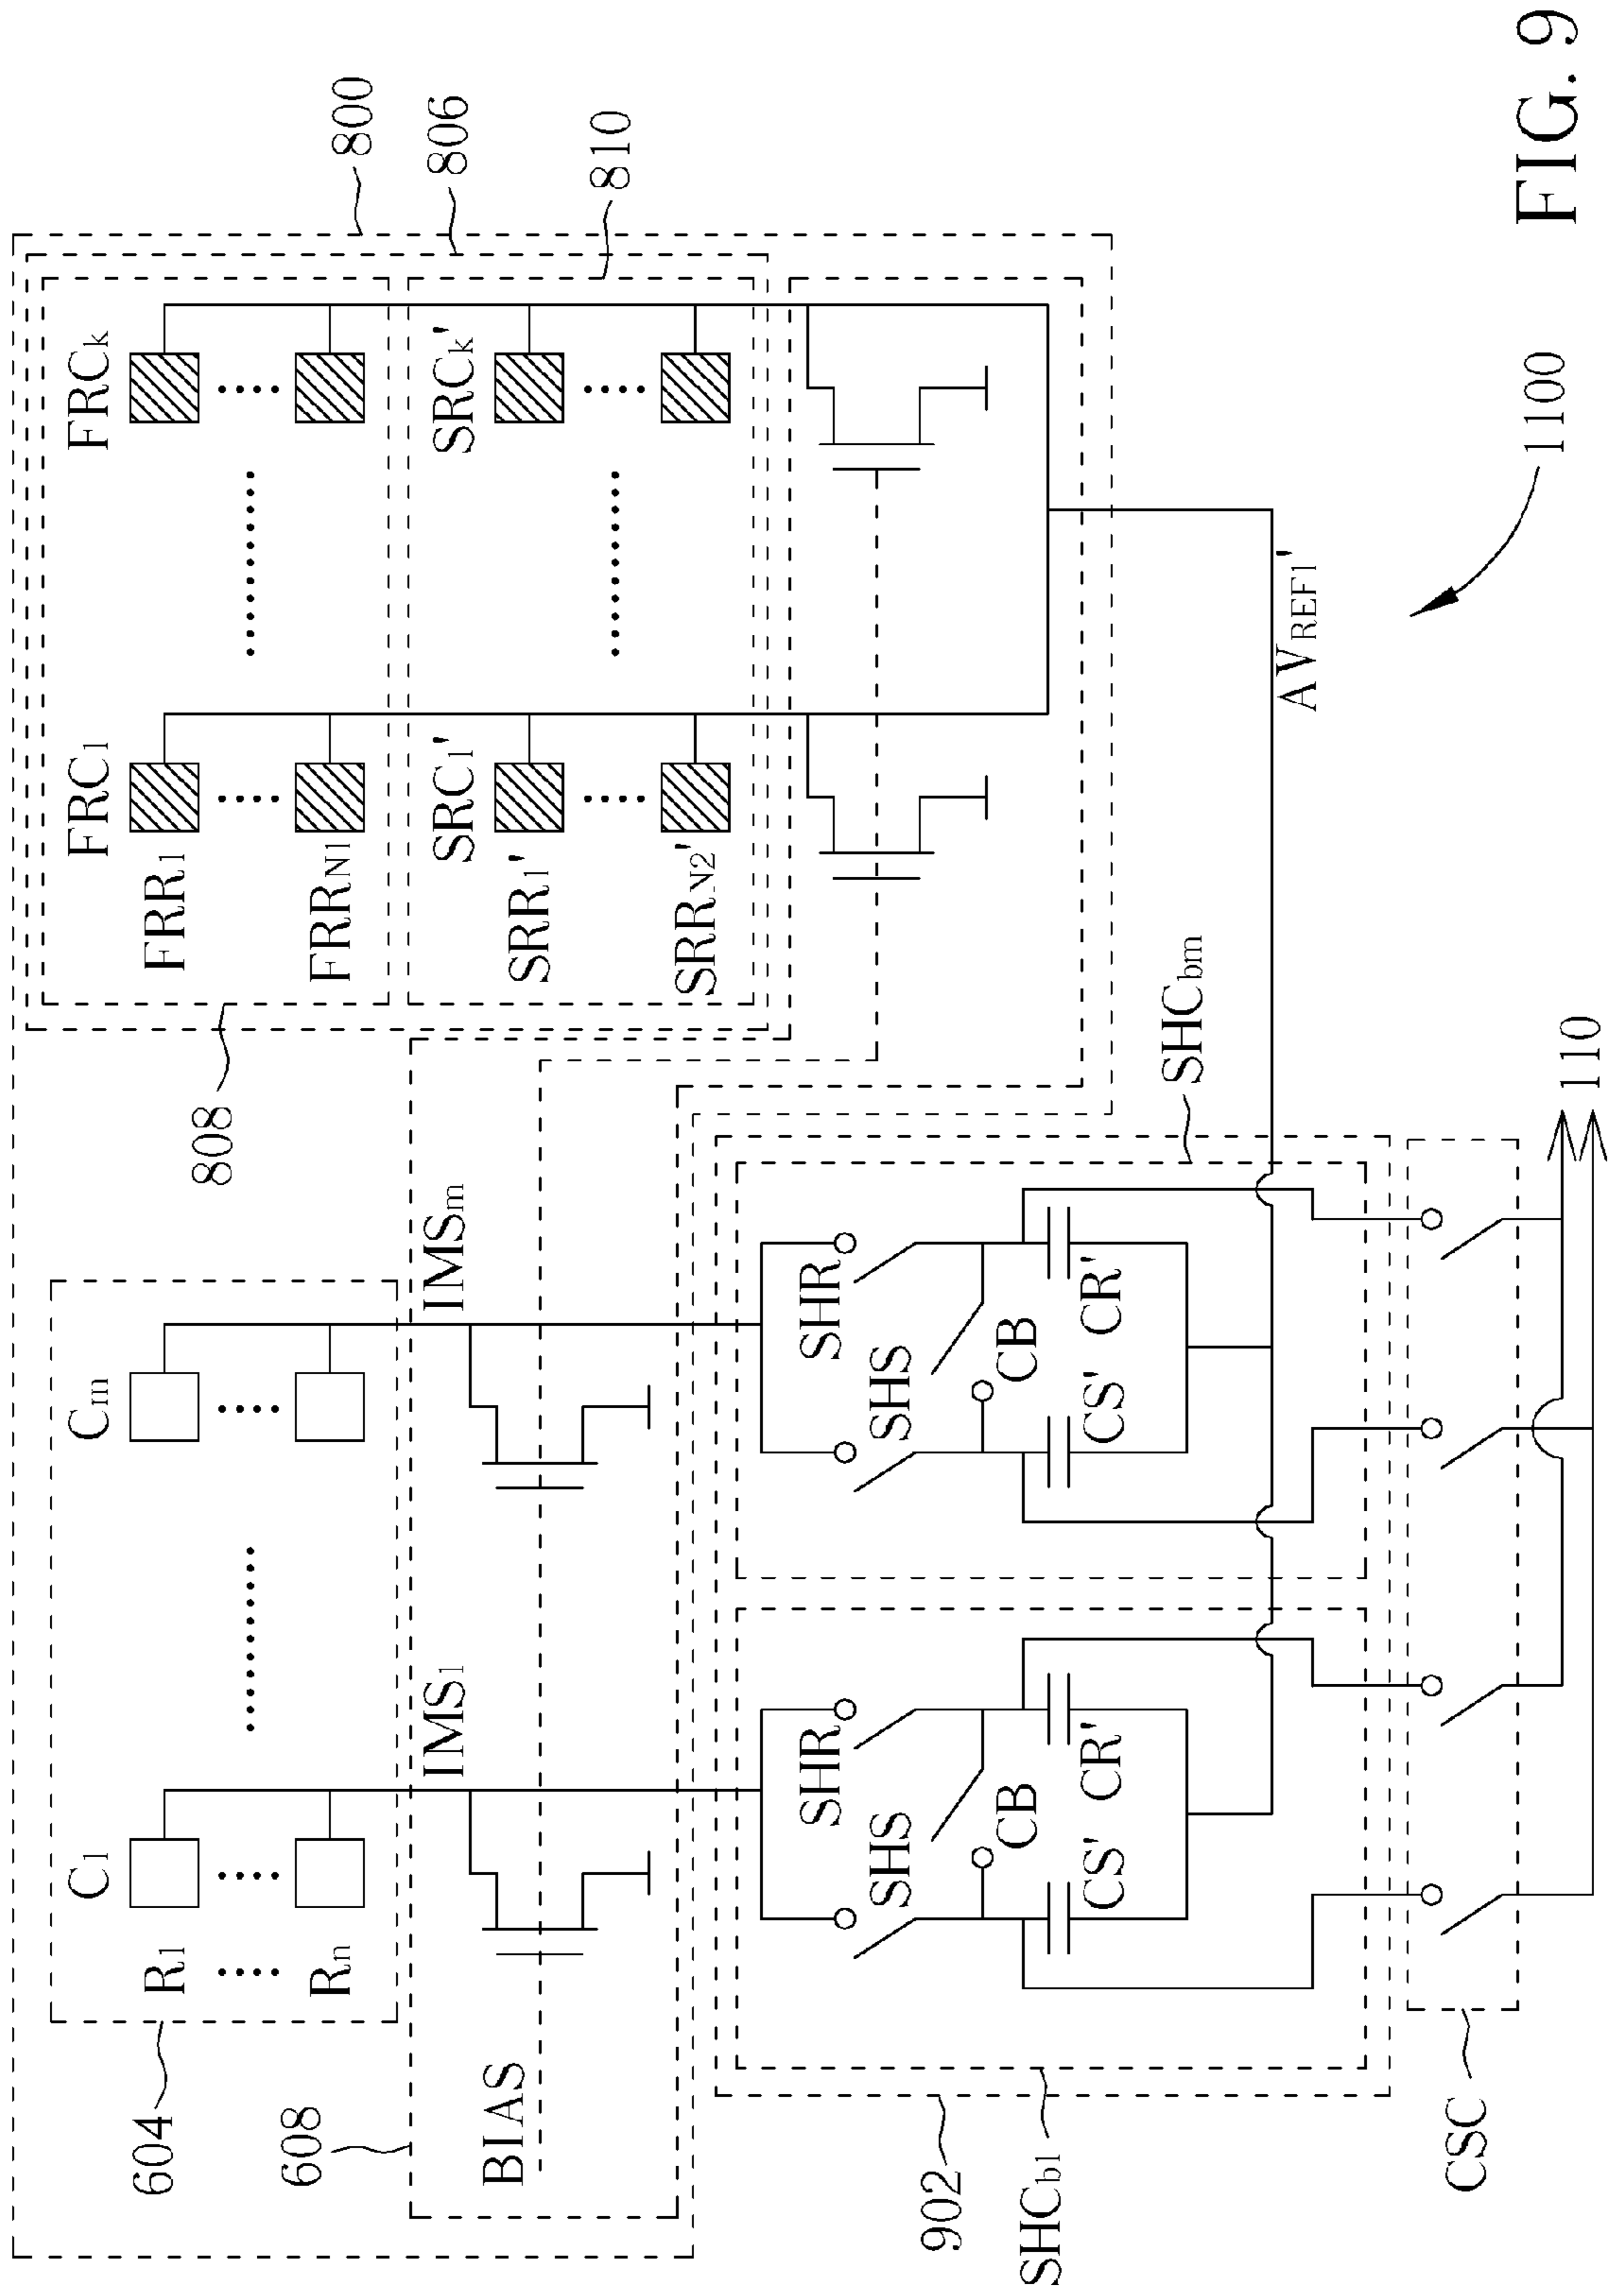 FRC1
FRCk
800
FRR1
806
FRRN1
810
SRC1'
SRCk'
SRR1'
SRRN2'
808
C1
Cm
R1
Rn
604
608
IMS1
IMSm
BIAS
SHR
SHR
SHS
SHS
CB
CB
CS'
CR'
CS'
CR'
SHCbm
AVREF1'
902
SHCb1
CSC
110
1100
FIG. 9